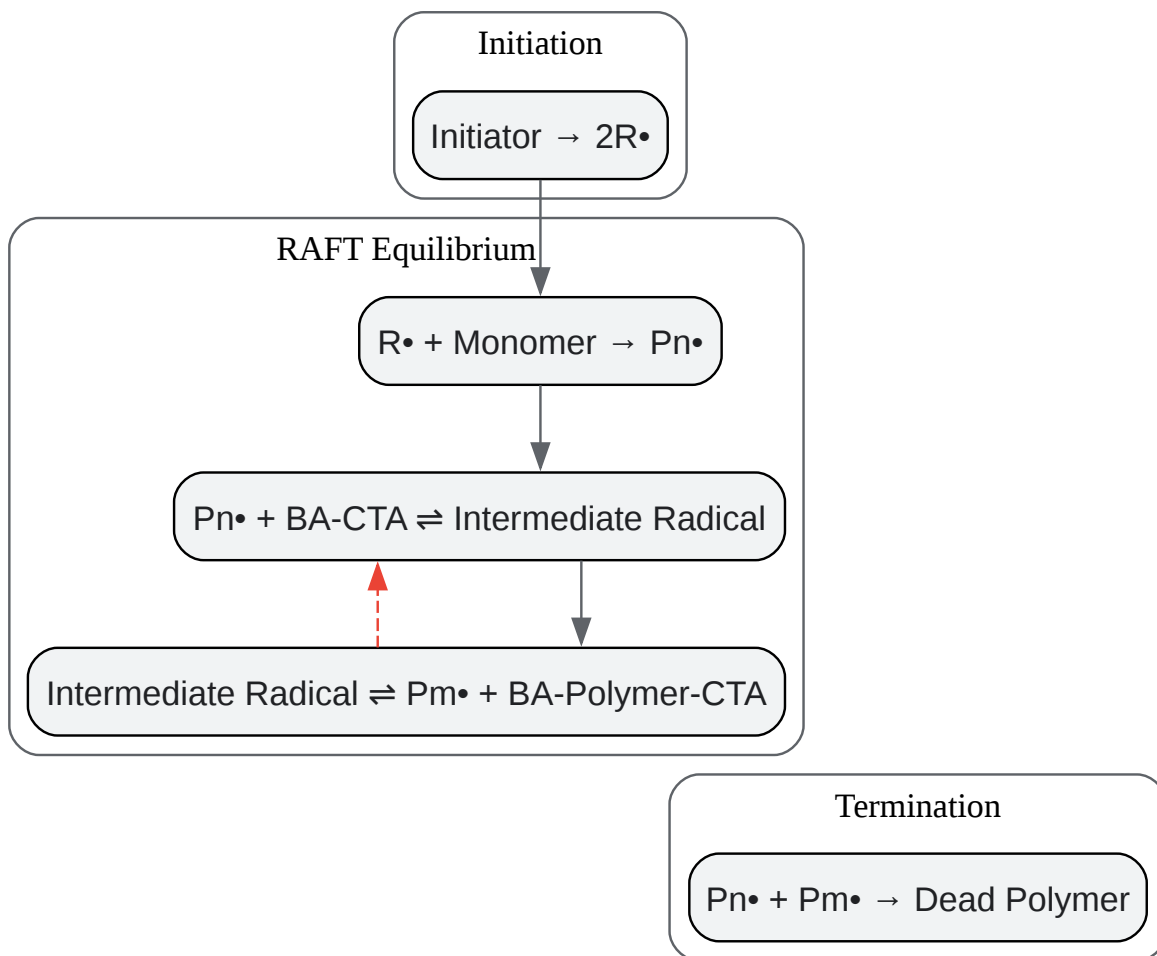 Initiation
Initiator → 2R•
RAFT Equilibrium
R• + Monomer → Pn•
Pn• + BA-CTA ⇌ Intermediate Radical
Intermediate Radical ⇌ Pm• + BA-Polymer-CTA
Termination
Pn• + Pm• → Dead Polymer